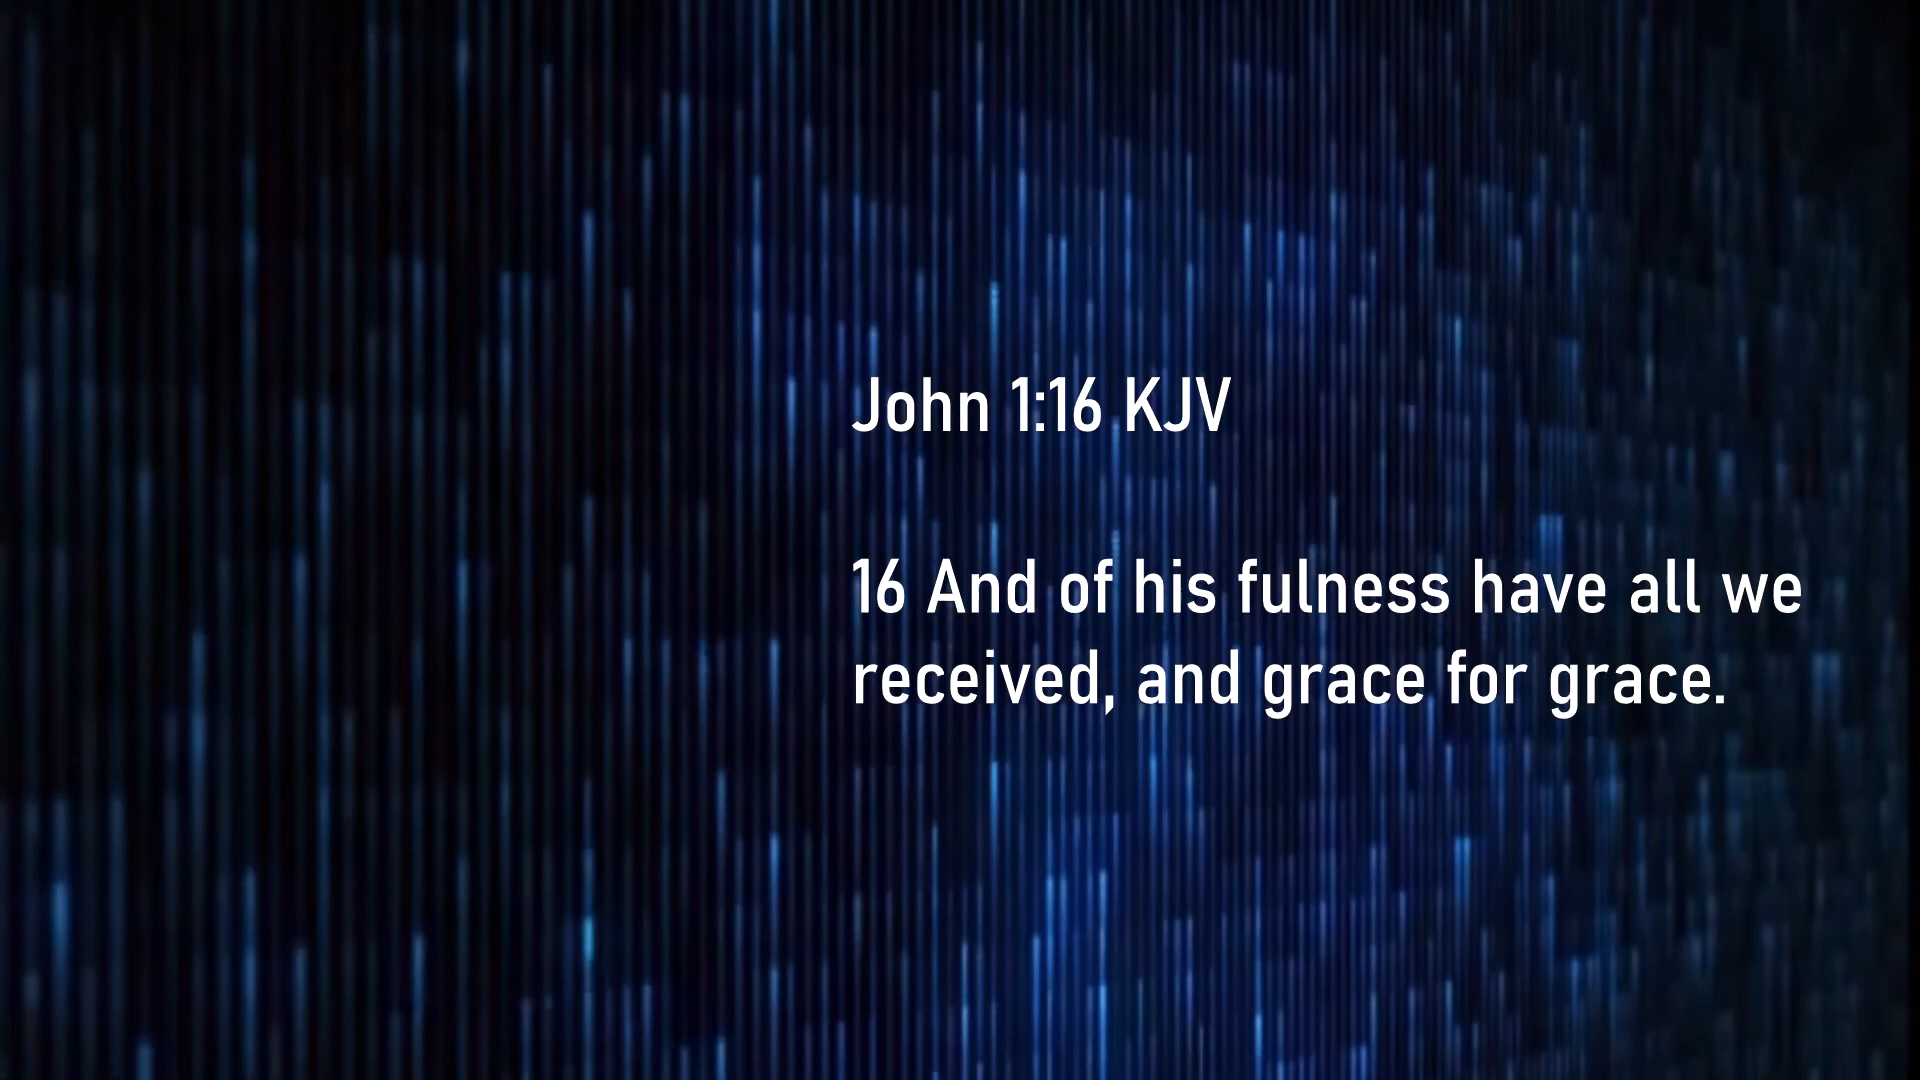 John 1:16 KJV
16 And of his fulness have all we
received, and grace for grace.